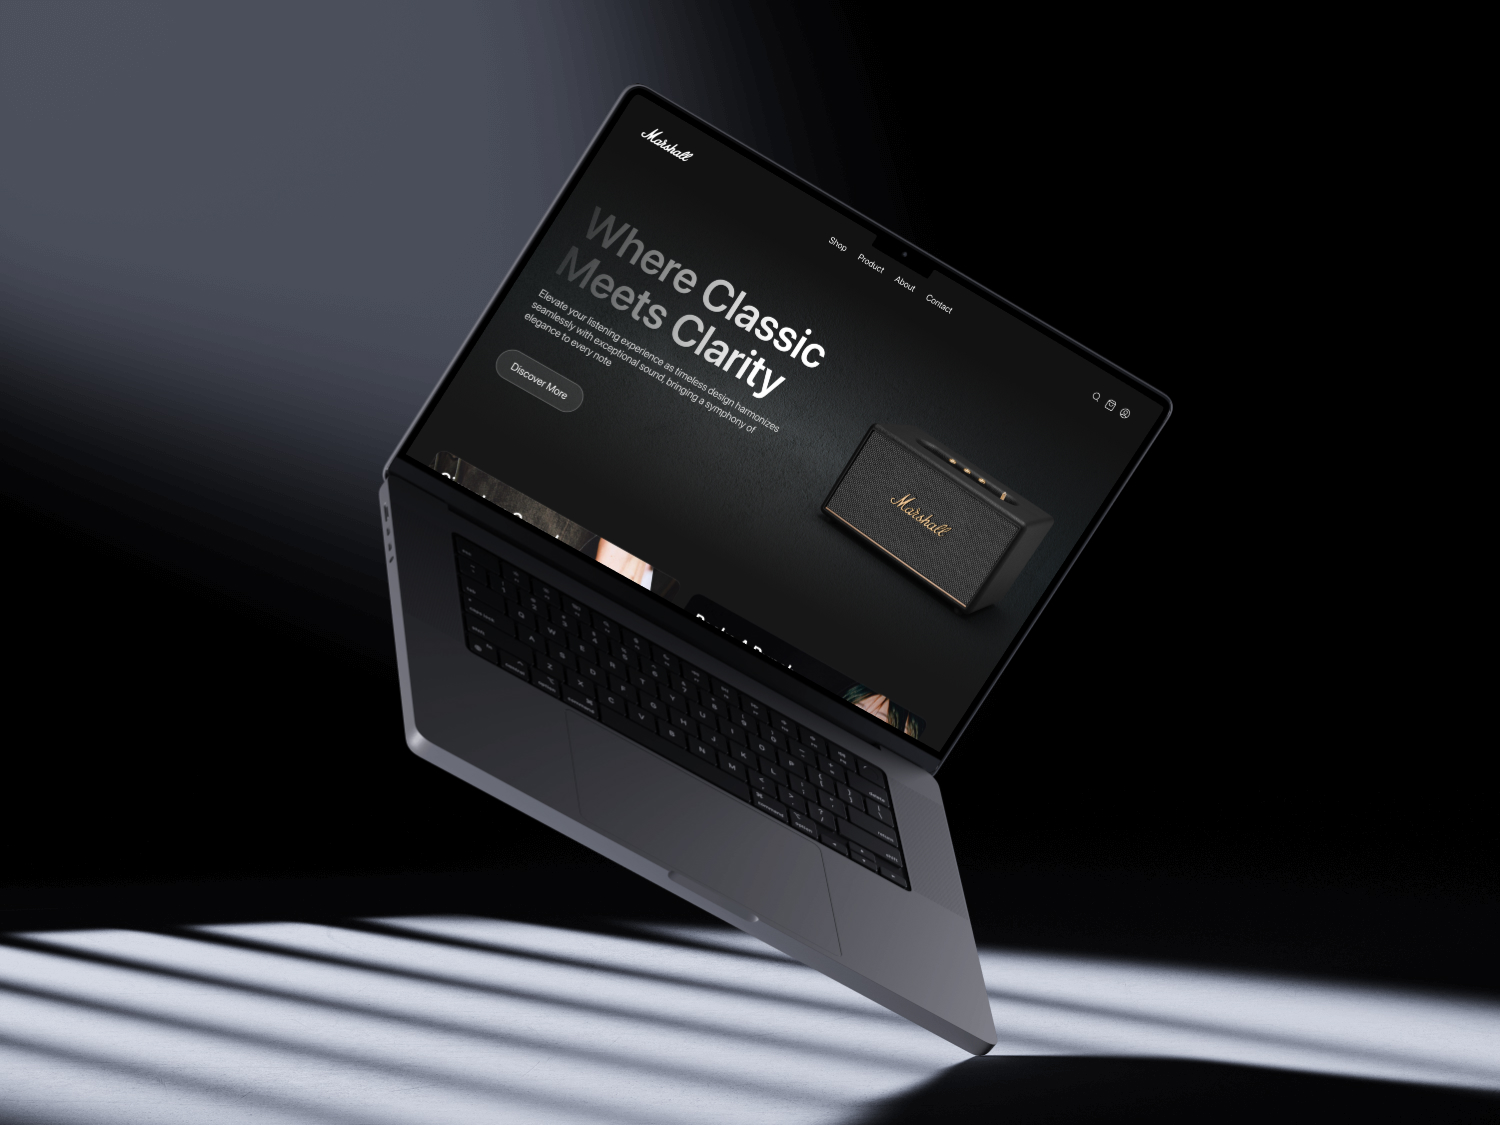 Marshall
Shop
Product
About
Contact
Where Classic
Meets Clarity
Elevate your listening experience as timeless design harmonizes
seamlessly with exceptional sound, bringing a symphony of
elegance to every note
Discover More
Marshall